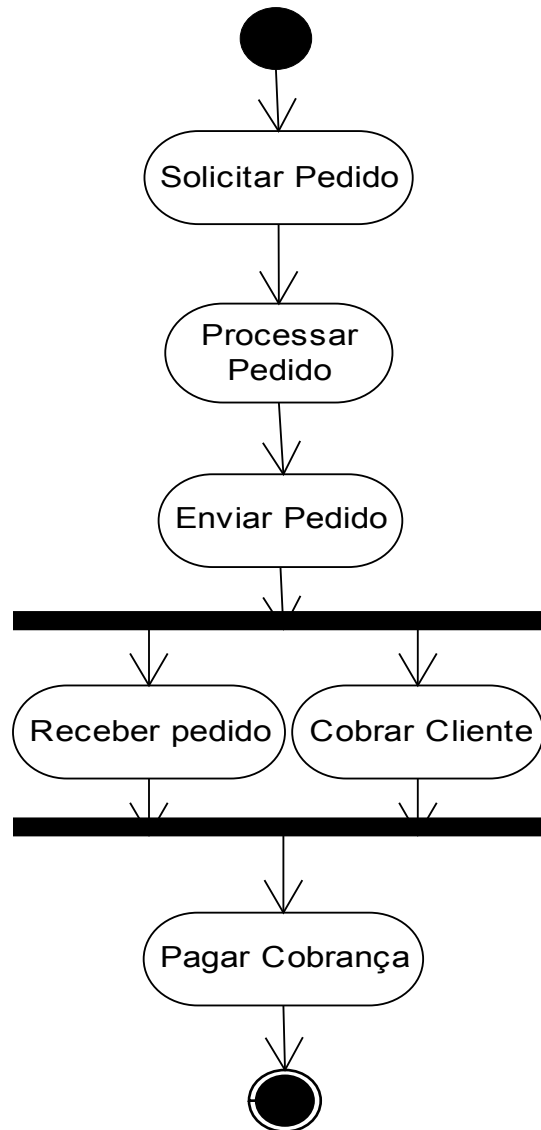 Solicitar Pedido
Processar
Pedido
Enviar Pedido
Receber pedido
Cobrar Cliente
Pagar Cobrança